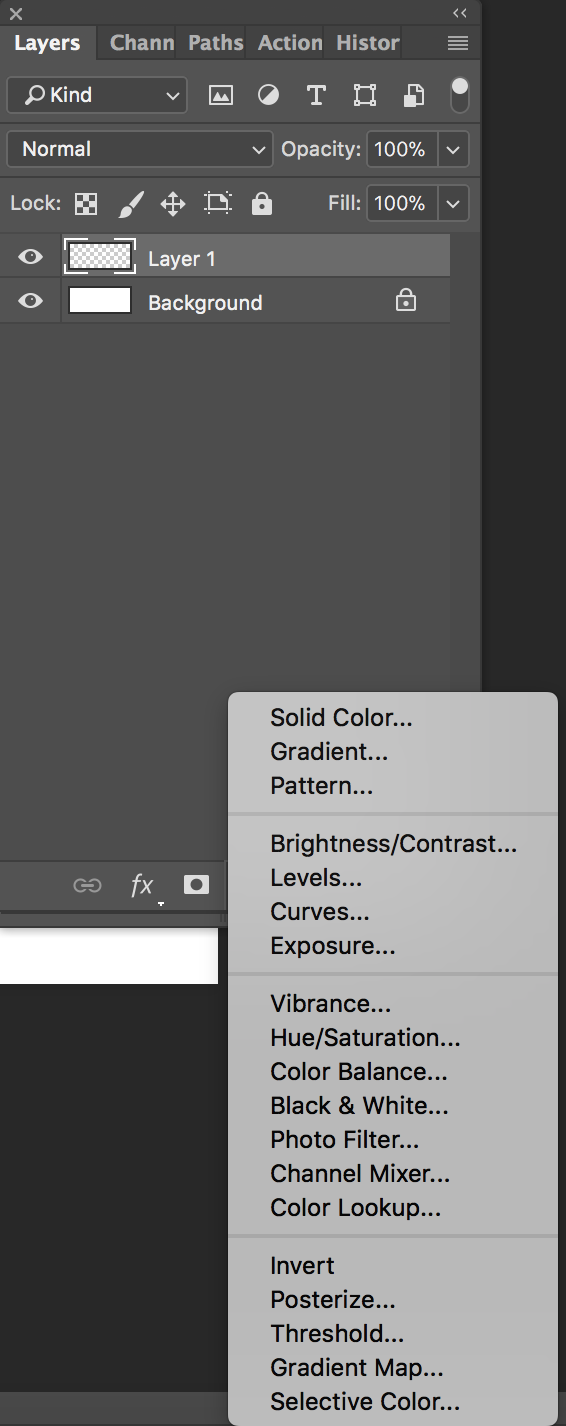 Layers Chann Paths Action Histor
Kind
Normal Opacity: 100%
Lock: Fill: 100%
Layer 1
Background
Solid Color...
Gradient...
Pattern...
Brightness/Contrast...
Levels...
Curves...
Exposure...
fx
Vibrance...
Hue/Saturation...
Color Balance...
Black & White...
Photo Filter...
Channel Mixer...
Color Lookup...
Invert
Posterize...
Threshold...
Gradient Map...
Selective Color...